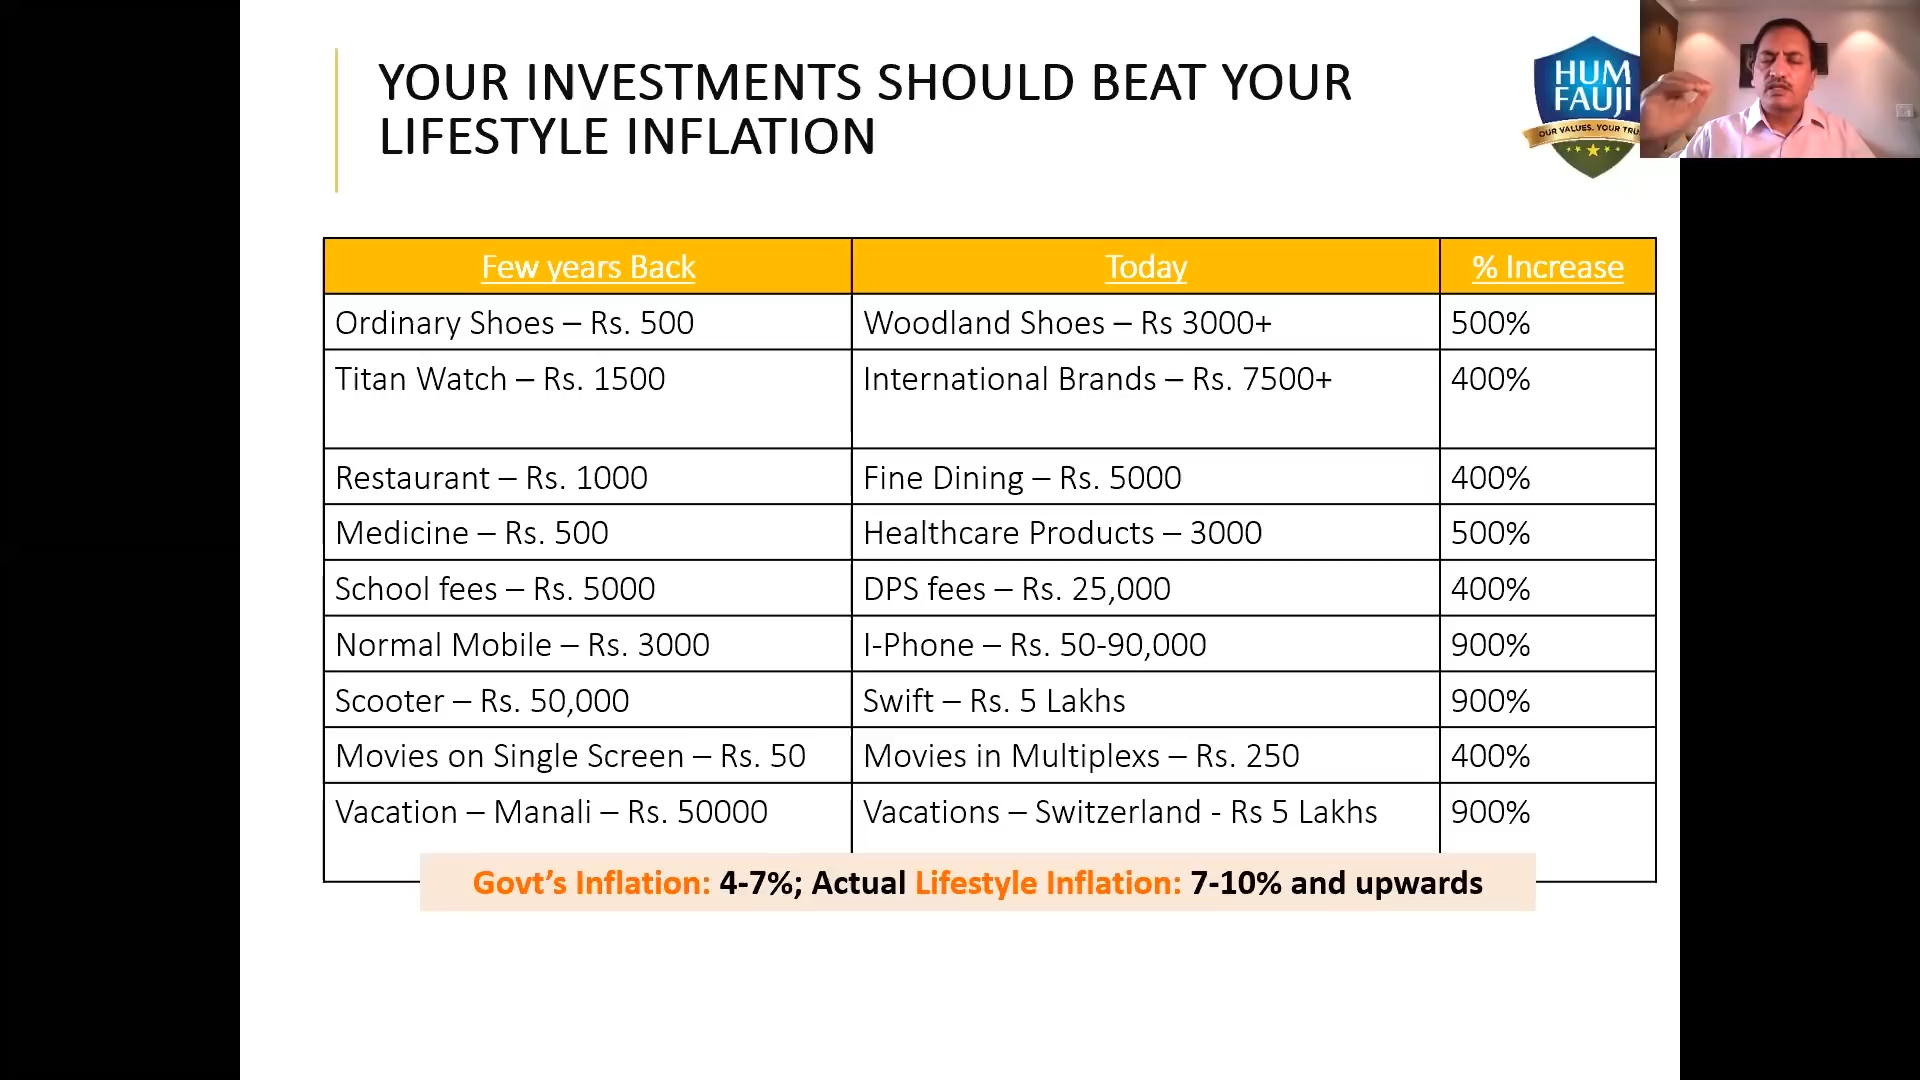 YOUR INVESTMENTS SHOULD BEAT YOUR
LIFESTYLE INFLATION
HUM
FAUJI
OUR VALUES. YOUR TRU
Few years Back Today % Increase
Ordinary Shoes – Rs. 500 Woodland Shoes – Rs 3000+ 500%
Titan Watch – Rs. 1500 International Brands – Rs. 7500+ 400%
Restaurant – Rs. 1000 Fine Dining – Rs. 5000 400%
Medicine – Rs. 500 Healthcare Products – 3000 500%
School fees – Rs. 5000 DPS fees – Rs. 25,000 400%
Normal Mobile – Rs. 3000 I-Phone – Rs. 50-90,000 900%
Scooter – Rs. 50,000 Swift – Rs. 5 Lakhs 900%
Movies on Single Screen – Rs. 50 Movies in Multiplexs – Rs. 250 400%
Vacation – Manali – Rs. 50000 Vacations – Switzerland - Rs 5 Lakhs 900%
Govt’s Inflation: 4-7%; Actual Lifestyle Inflation: 7-10% and upwards